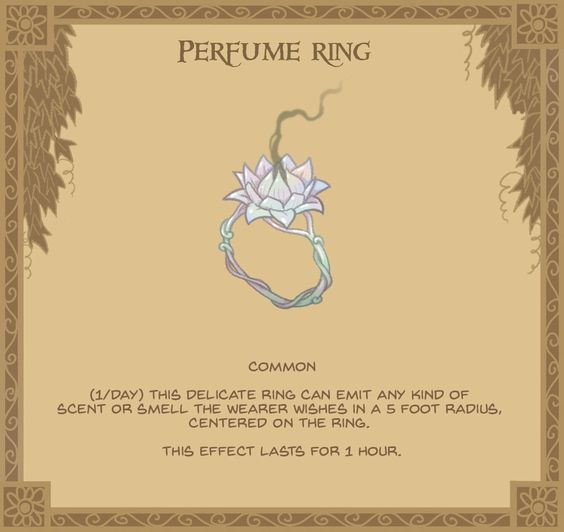 PERFUME RING
COMMON
(1/DAY) THIS DELICATE RING CAN EMIT ANY KIND OF
SCENT OR SMELL THE WEARER WISHES IN A 5 FOOT RADIUS,
CENTERED ON THE RING.
THIS EFFECT LASTS FOR 1 HOUR.